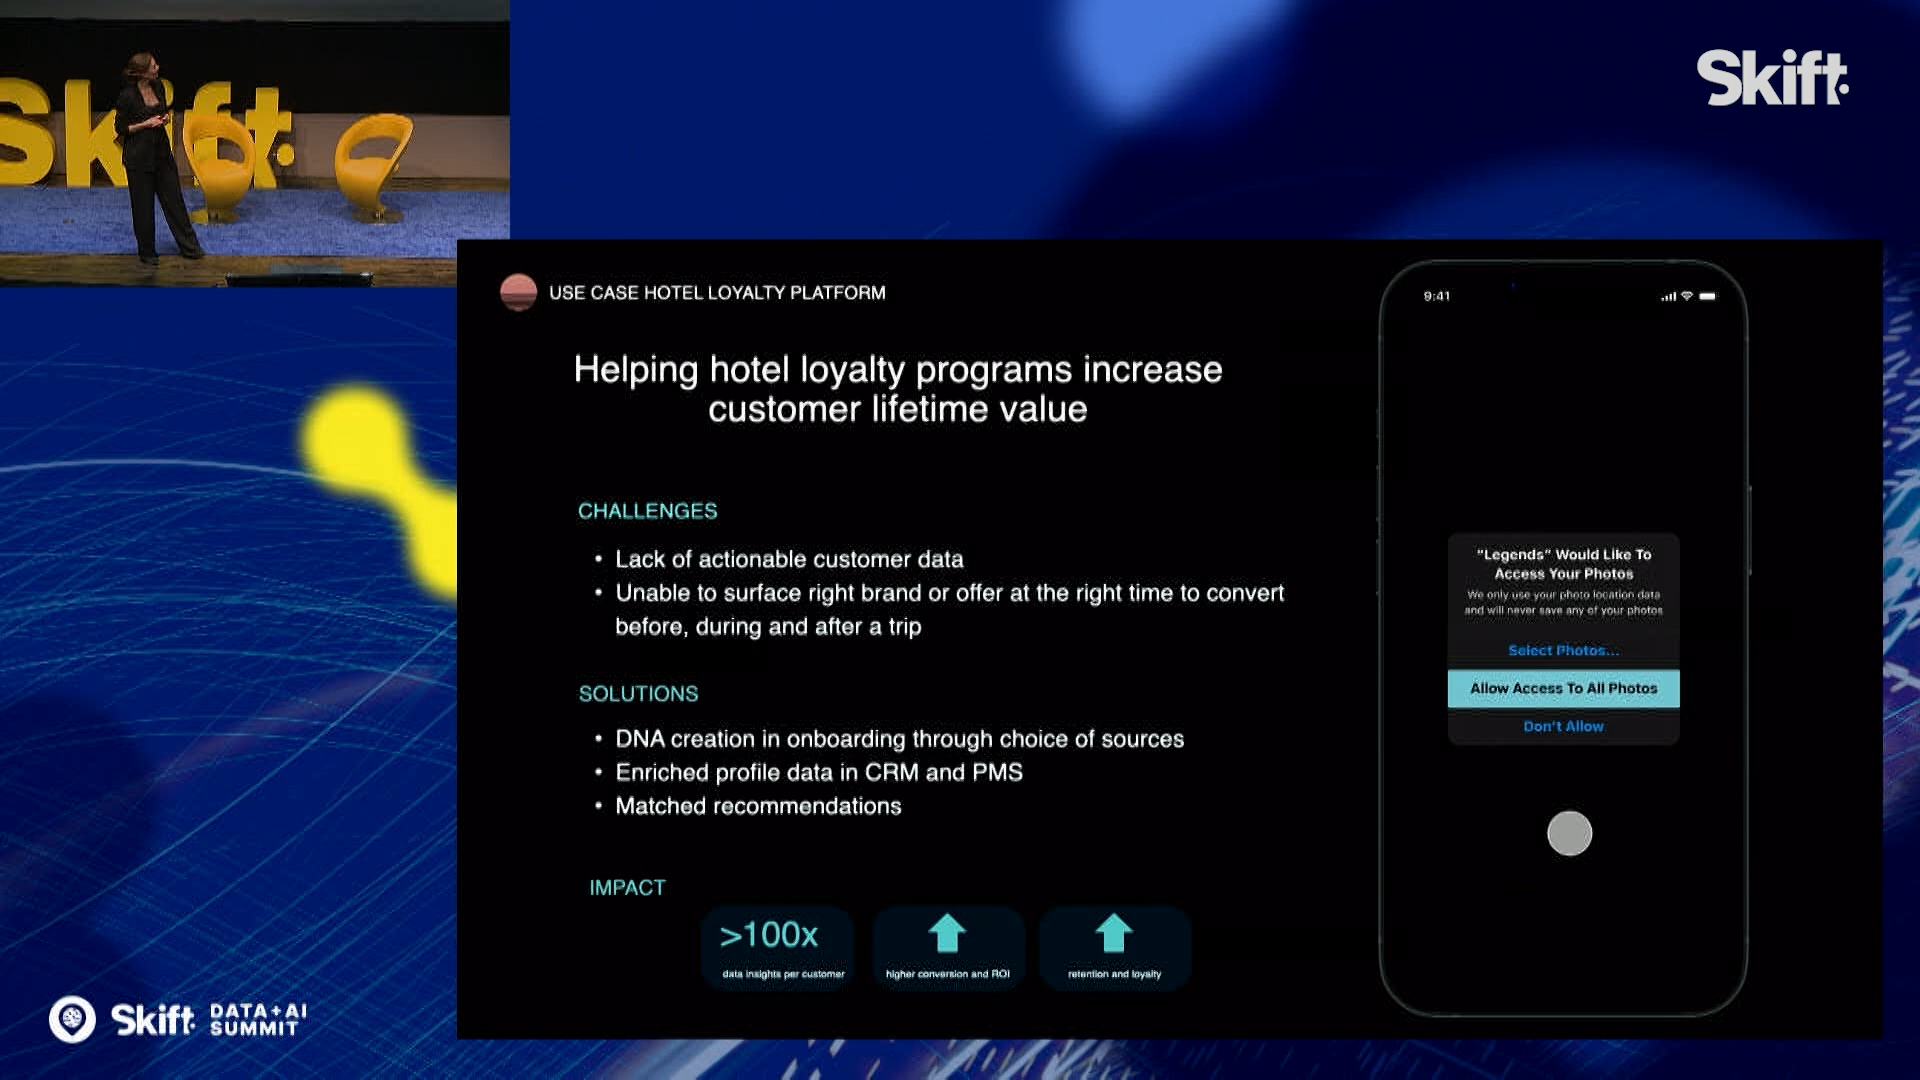 Skift
Skift
USE CASE HOTEL LOYALTY PLATFORM
Helping hotel loyalty programs increase
customer lifetime value
CHALLENGES
• Lack of actionable customer data
• Unable to surface right brand or offer at the right time to convert
before, during and after a trip
SOLUTIONS
• DNA creation in onboarding through choice of sources
• Enriched profile data in CRM and PMS
• Matched recommendations
IMPACT
>100x
data insights per customer
higher conversion and ROI
retention and loyalty
9:41
"Legends" Would Like To
Access Your Photos
We only use your photo location data
and will never save any of your photos
Select Photos...
Allow Access To All Photos
Don't Allow
Skift
DATA+AI
SUMMIT